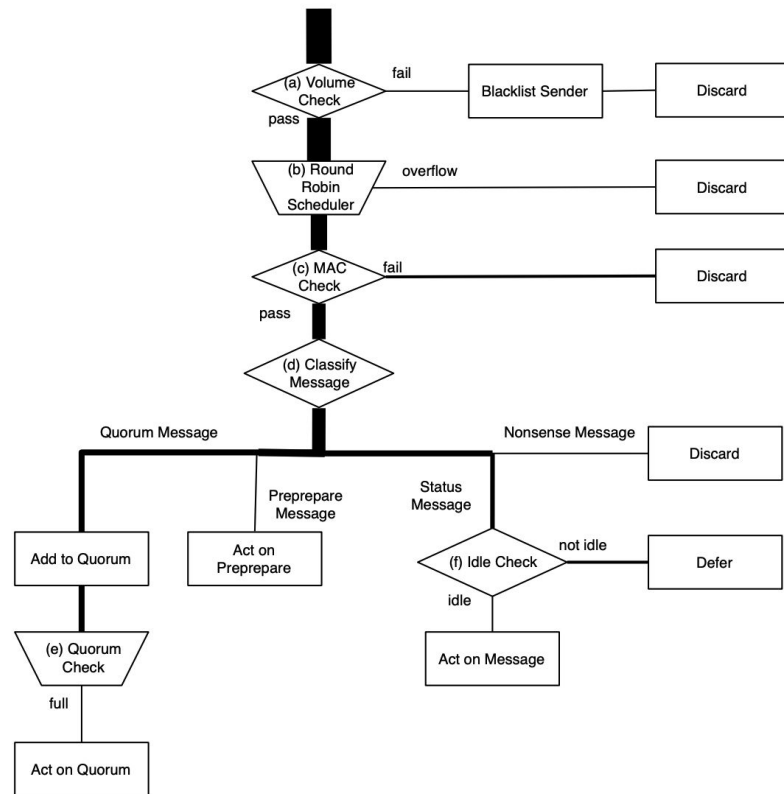 (a) Volume
Check
fail
Blacklist Sender
Discard
pass
(b) Round
Robin
Scheduler
overflow
Discard
(c) MAC
Check
fail
Discard
pass
(d) Classify
Message
Quorum Message
Nonsense Message
Discard
Preprepare
Message
Status
Message
Add to Quorum
Act on
Preprepare
(f) Idle Check
not idle
Defer
idle
(e) Quorum
Check
Act on Message
full
Act on Quorum